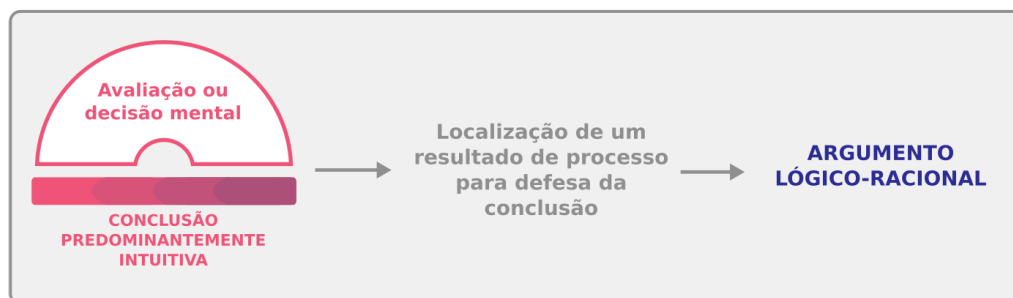 Avaliação ou
decisão mental
CONCLUSÃO
PREDOMINANTEMENTE
INTUITIVA
Localização de um
resultado de processo
para defesa da
conclusão
ARGUMENTO
LÓGICO-RACIONAL